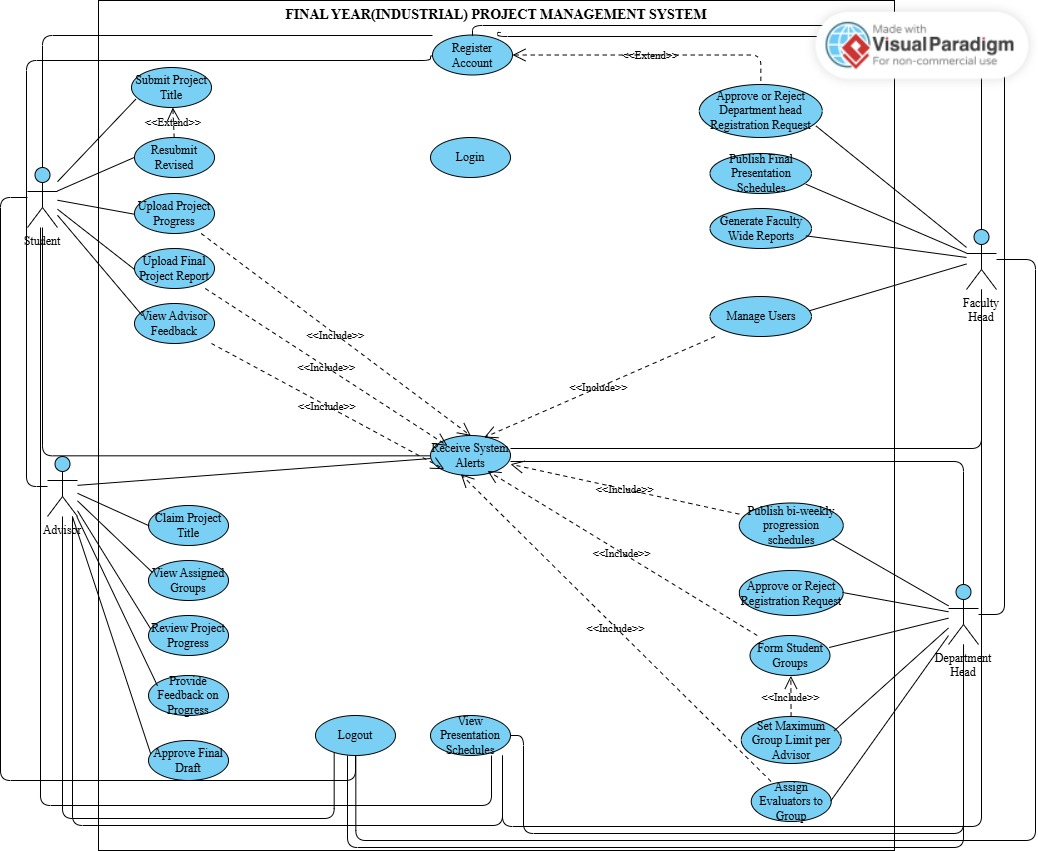 FINAL YEAR(INDUSTRIAL) PROJECT MANAGEMENT SYSTEM
Made with
Visual Paradigm
For non-commercial use
Register
Account
<<Extend>>
Submit Project
Title
<<Extend>>
Resubmit
Revised
Approve or Reject
Department head
Registration Request
Login
Publish Final
Presentation
Schedules
Upload Project
Progress
Generate Faculty
Wide Reports
Student
Upload Final
Project Report
View Advisor
Feedback
Manage Users
Faculty
Head
<<Include>>
<<Include>>
<<Include>>
<<Include>>
Receive System
Alerts
<<Include>>
Advisor
Claim Project
Title
Publish bi-weekly
progression
schedules
<<Include>>
View Assigned
Groups
Approve or Reject
Registration Request
<<Include>>
Review Project
Progress
Form Student
Groups
Department
Head
<<Include>>
Provide
Feedback on
Progress
Logout
View
Presentation
Schedules
Set Maximum
Group Limit per
Advisor
Approve Final
Draft
Assign
Evaluators to
Group